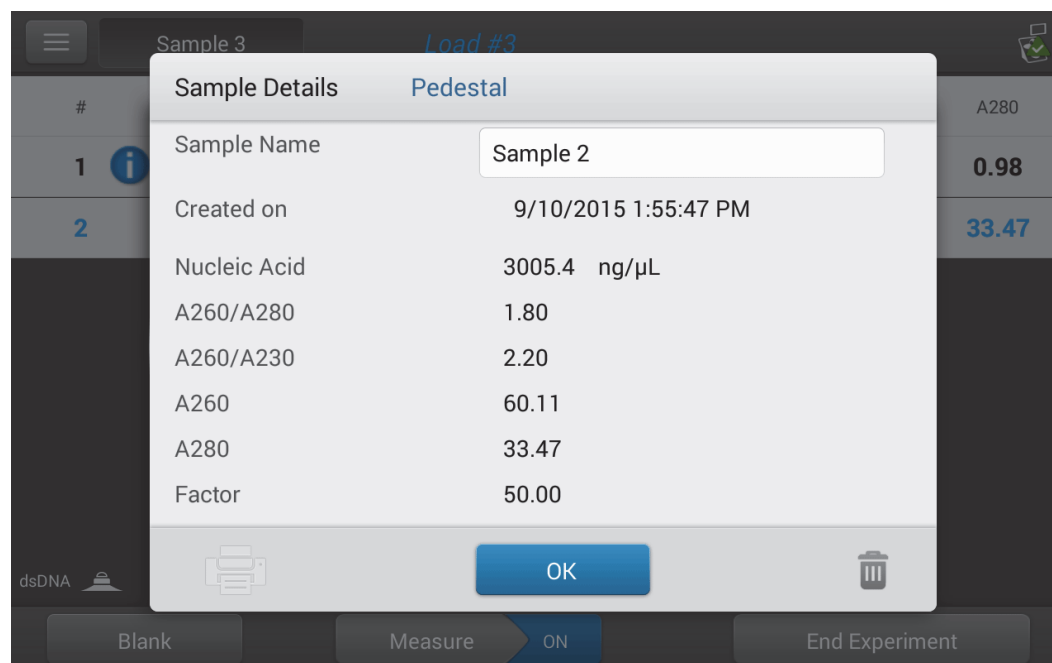 Sample 3 Load #3
Sample Details Pedestal
# A280
Sample Name Sample 2
1 i 0.98
Created on 9/10/2015 1:55:47 PM
2 33.47
Nucleic Acid 3005.4 ng/µL
A260/A280 1.80
A260/A230 2.20
A260 60.11
A280 33.47
Factor 50.00
OK
dsDNA
Blank Measure ON End Experiment